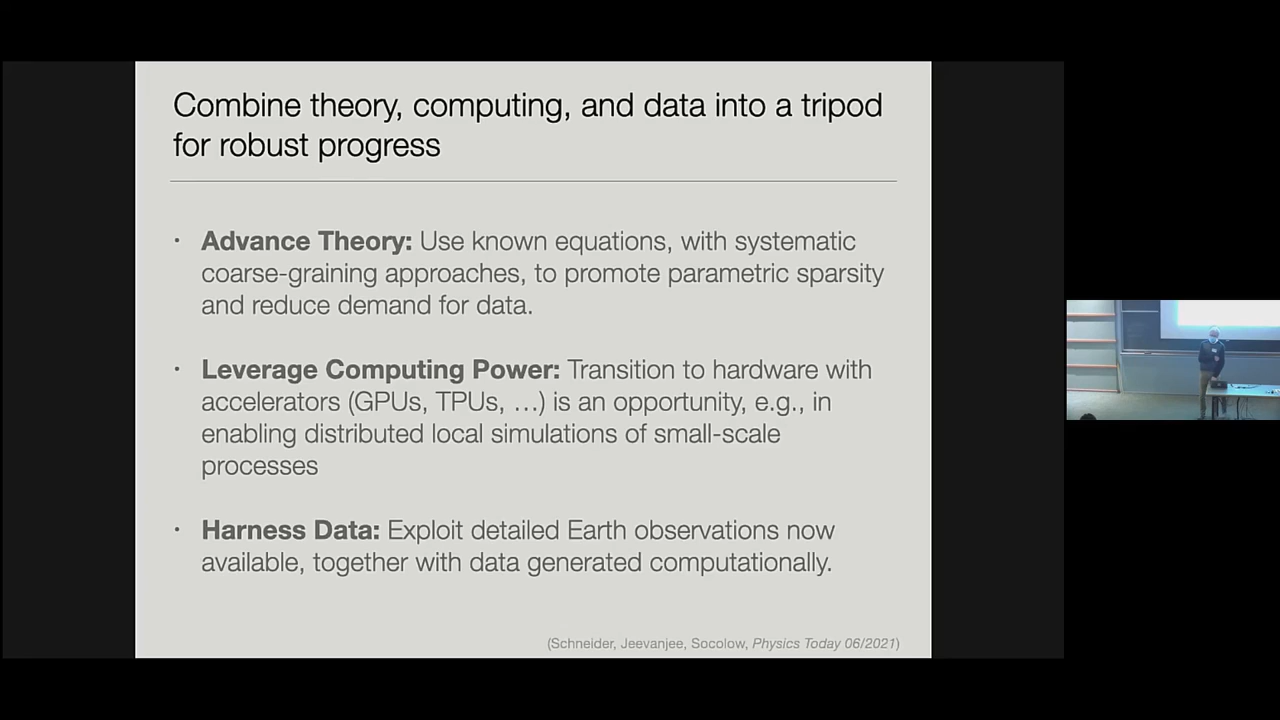 Combine theory, computing, and data into a tripod
for robust progress
· Advance Theory: Use known equations, with systematic
coarse-graining approaches, to promote parametric sparsity
and reduce demand for data.
· Leverage Computing Power: Transition to hardware with
accelerators (GPUs, TPUs, …) is an opportunity, e.g., in
enabling distributed local simulations of small-scale
processes
· Harness Data: Exploit detailed Earth observations now
available, together with data generated computationally.
(Schneider, Jeevanjee, Socolow, Physics Today 06/2021)